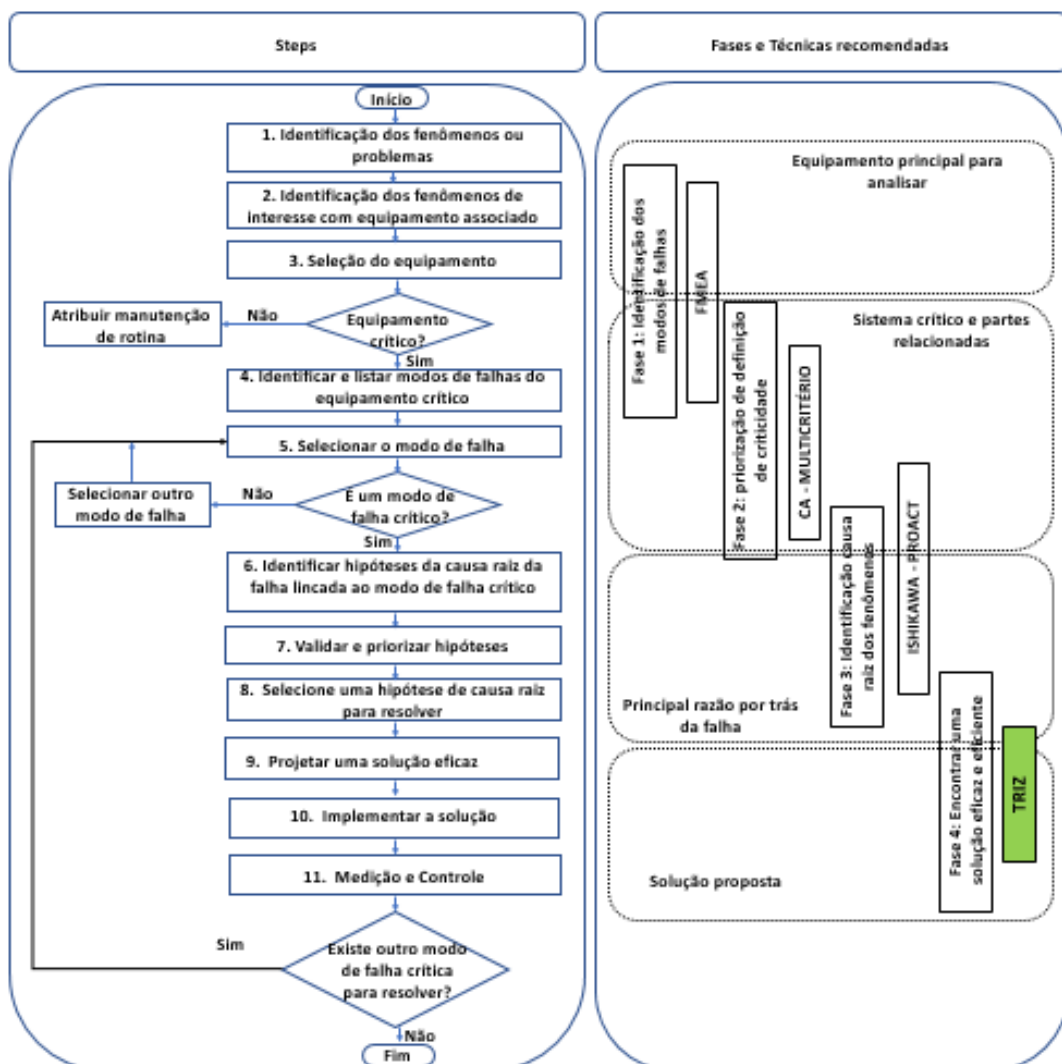 Steps
Início
1. Identificação dos fenômenos ou
problemas
2. Identificação dos fenômenos de
interesse com equipamento associado
3. Seleção do equipamento
Equipamento
crítico?
Não
Atribuir manutenção
de rotina
Sim
4. Identificar e listar modos de falhas do
equipamento crítico
5. Selecionar o modo de falha
É um modo de
falha crítico?
Não
Selecionar outro
modo de falha
Sim
6. Identificar hipóteses da causa raiz da
falha lincada ao modo de falha crítico
7. Validar e priorizar hipóteses
8. Selecione uma hipótese de causa raiz
para resolver
9. Projetar uma solução eficaz
10. Implementar a solução
11. Medição e Controle
Existe outro modo
de falha crítica
para resolver?
Sim
Não
Fim
Fases e Técnicas recomendadas
Equipamento principal para
analisar
Fase 1: Identificação dos
modos de falhas
FMEA
Sistema crítico e partes
relacionadas
Fase 2: priorização de definição
de criticidade
CA - MULTICRITÉRIO
Fase 3: Identificação causa
raiz dos fenômenos
ISHIKAWA - PROACT
Principal razão por trás
da falha
Fase 4: Encontrar uma
solução eficaz e eficiente
TRIZ
Solução proposta